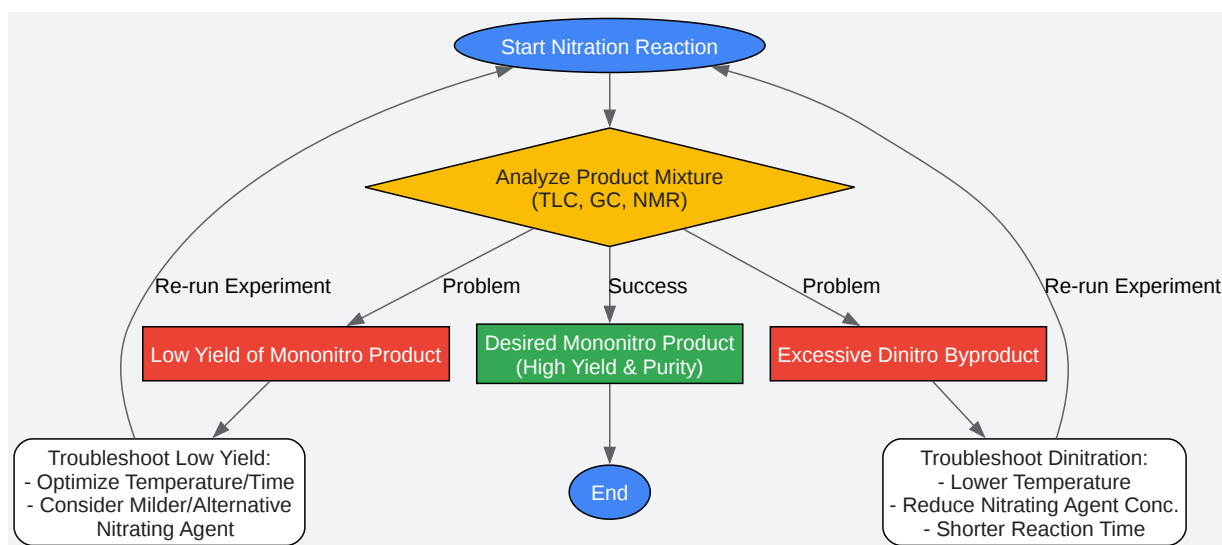 Start Nitration Reaction
Analyze Product Mixture
(TLC, GC, NMR)
Re-run Experiment
Problem
Success
Problem
Re-run Experiment
Low Yield of Mononitro Product
Desired Mononitro Product
(High Yield & Purity)
Excessive Dinitro Byproduct
Troubleshoot Low Yield:
- Optimize Temperature/Time
- Consider Milder/Alternative
Nitrating Agent
End
Troubleshoot Dinitration:
- Lower Temperature
- Reduce Nitrating Agent Conc.
- Shorter Reaction Time